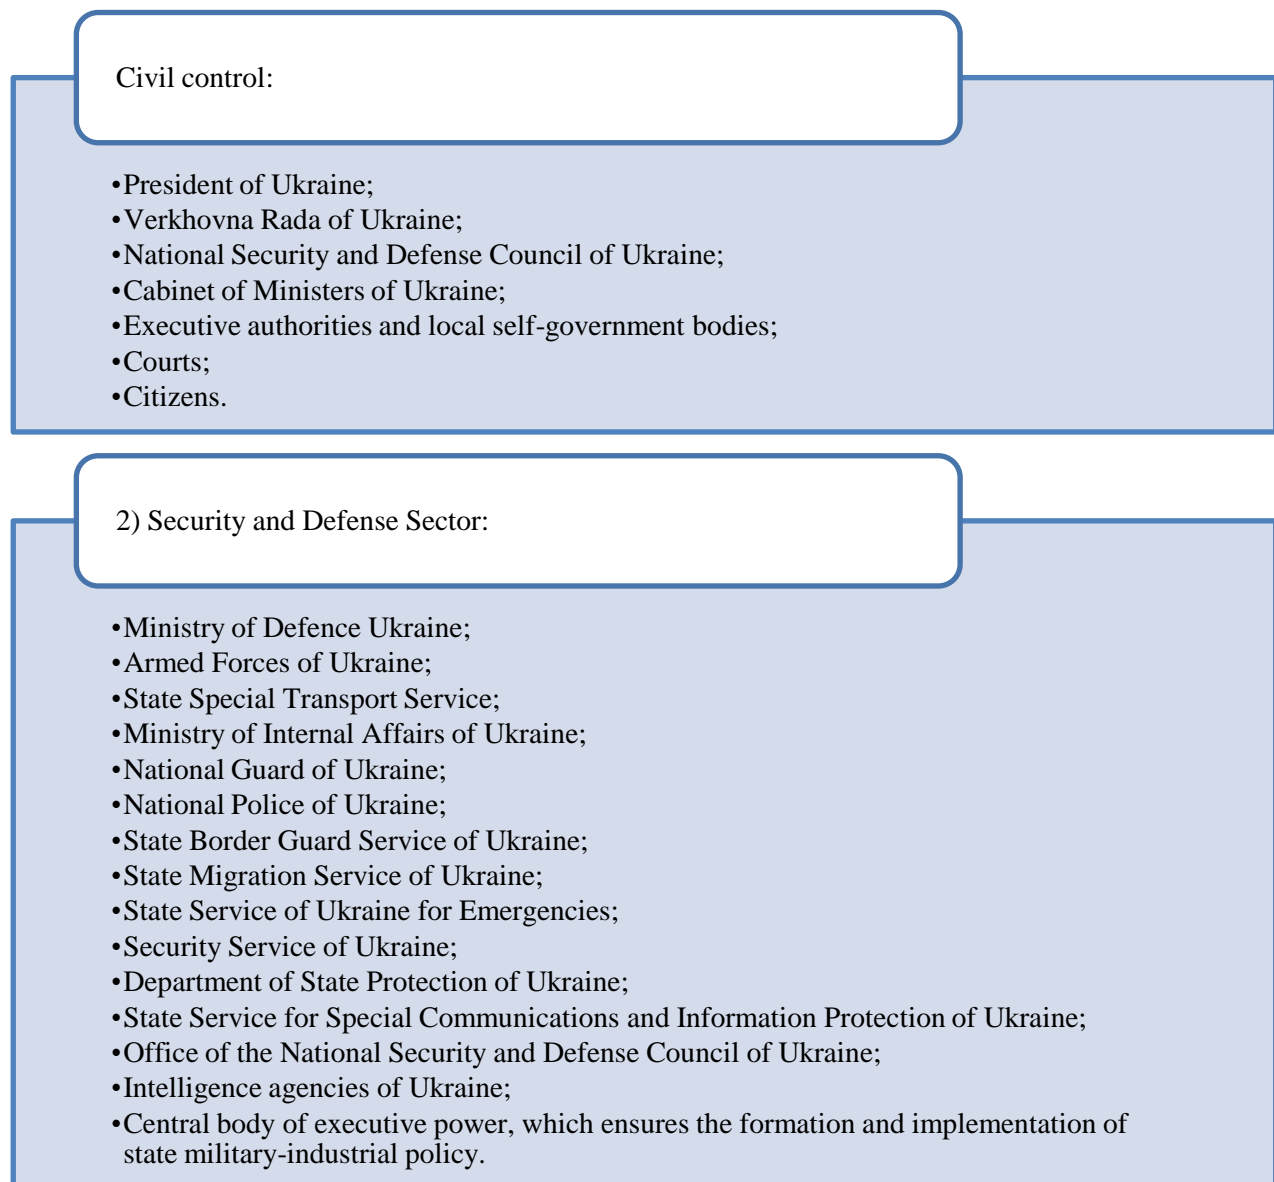 Civil control:
•President of Ukraine;
•Verkhovna Rada of Ukraine;
•National Security and Defense Council of Ukraine;
•Cabinet of Ministers of Ukraine;
•Executive authorities and local self-government bodies;
•Courts;
•Citizens.
2) Security and Defense Sector:
•Ministry of Defence Ukraine;
•Armed Forces of Ukraine;
•State Special Transport Service;
•Ministry of Internal Affairs of Ukraine;
•National Guard of Ukraine;
•National Police of Ukraine;
•State Border Guard Service of Ukraine;
•State Migration Service of Ukraine;
•State Service of Ukraine for Emergencies;
•Security Service of Ukraine;
•Department of State Protection of Ukraine;
•State Service for Special Communications and Information Protection of Ukraine;
•Office of the National Security and Defense Council of Ukraine;
•Intelligence agencies of Ukraine;
•Central body of executive power, which ensures the formation and implementation of
state military-industrial policy.